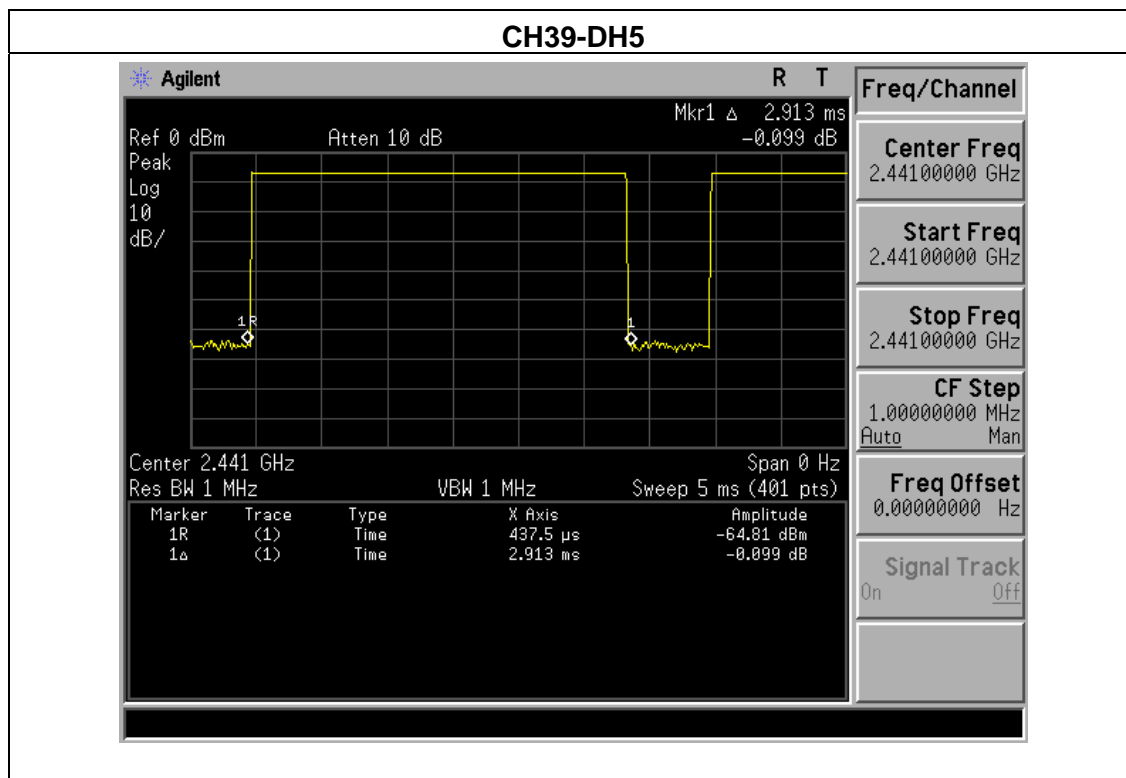 CH39-DH5
Agilent R T
Mkr1 Δ 2.913 ms
Ref 0 dBm Atten 10 dB -0.099 dB
Peak
Log
10
dB/
1R
1
Center 2.441 GHz Span 0 Hz
Res BW 1 MHz VBW 1 MHz Sweep 5 ms (401 pts)
Marker Trace Type X Axis Amplitude
1R (1) Time 437.5 µs -64.81 dBm
1Δ (1) Time 2.913 ms -0.099 dB
Freq/Channel
Center Freq
2.44100000 GHz
Start Freq
2.44100000 GHz
Stop Freq
2.44100000 GHz
CF Step
1.00000000 MHz
Auto Man
Freq Offset
0.00000000 Hz
Signal Track
On Off